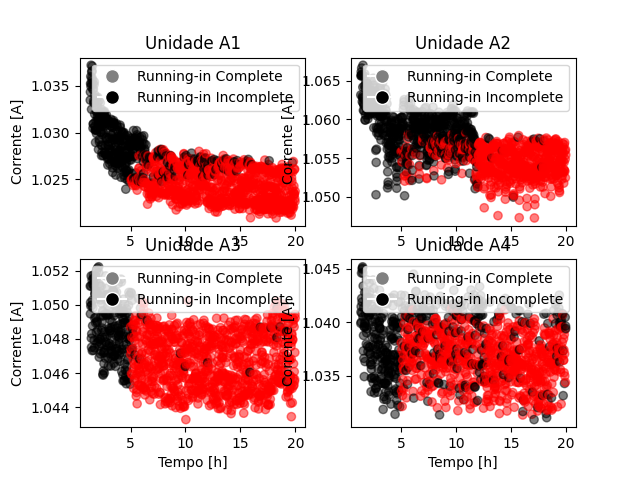 Unidade A1
Corrente [A]
1.035
1.030
1.025
5
10
15
20
Running-in Complete
Running-in Incomplete
Unidade A2
Corrente [A]
1.065
1.060
1.055
1.050
5
10
15
20
Running-in Complete
Running-in Incomplete
Unidade A3
Corrente [A]
1.052
1.050
1.048
1.046
1.044
5
10
15
20
Tempo [h]
Running-in Complete
Running-in Incomplete
Unidade A4
Corrente [A]
1.045
1.040
1.035
5
10
15
20
Tempo [h]
Running-in Complete
Running-in Incomplete